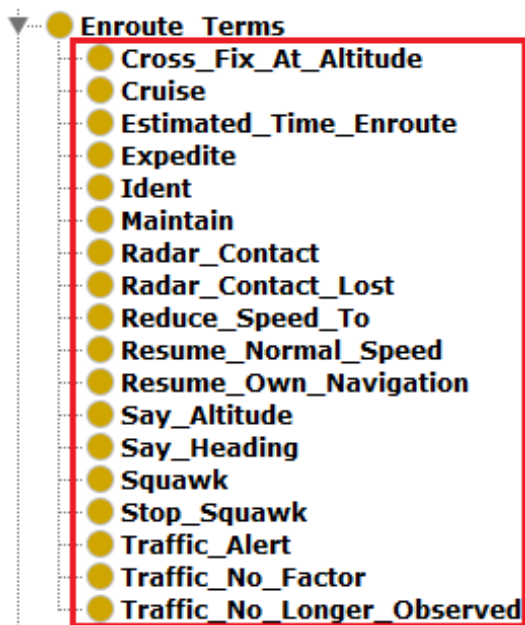 Enroute_Terms
Cross_Fix_At_Altitude
Cruise
Estimated_Time_Enroute
Expedite
Ident
Maintain
Radar_Contact
Radar_Contact_Lost
Reduce_Speed_To
Resume_Normal_Speed
Resume_Own_Navigation
Say_Altitude
Say_Heading
Squawk
Stop_Squawk
Traffic_Alert
Traffic_No_Factor
Traffic_No_Longer_Observed